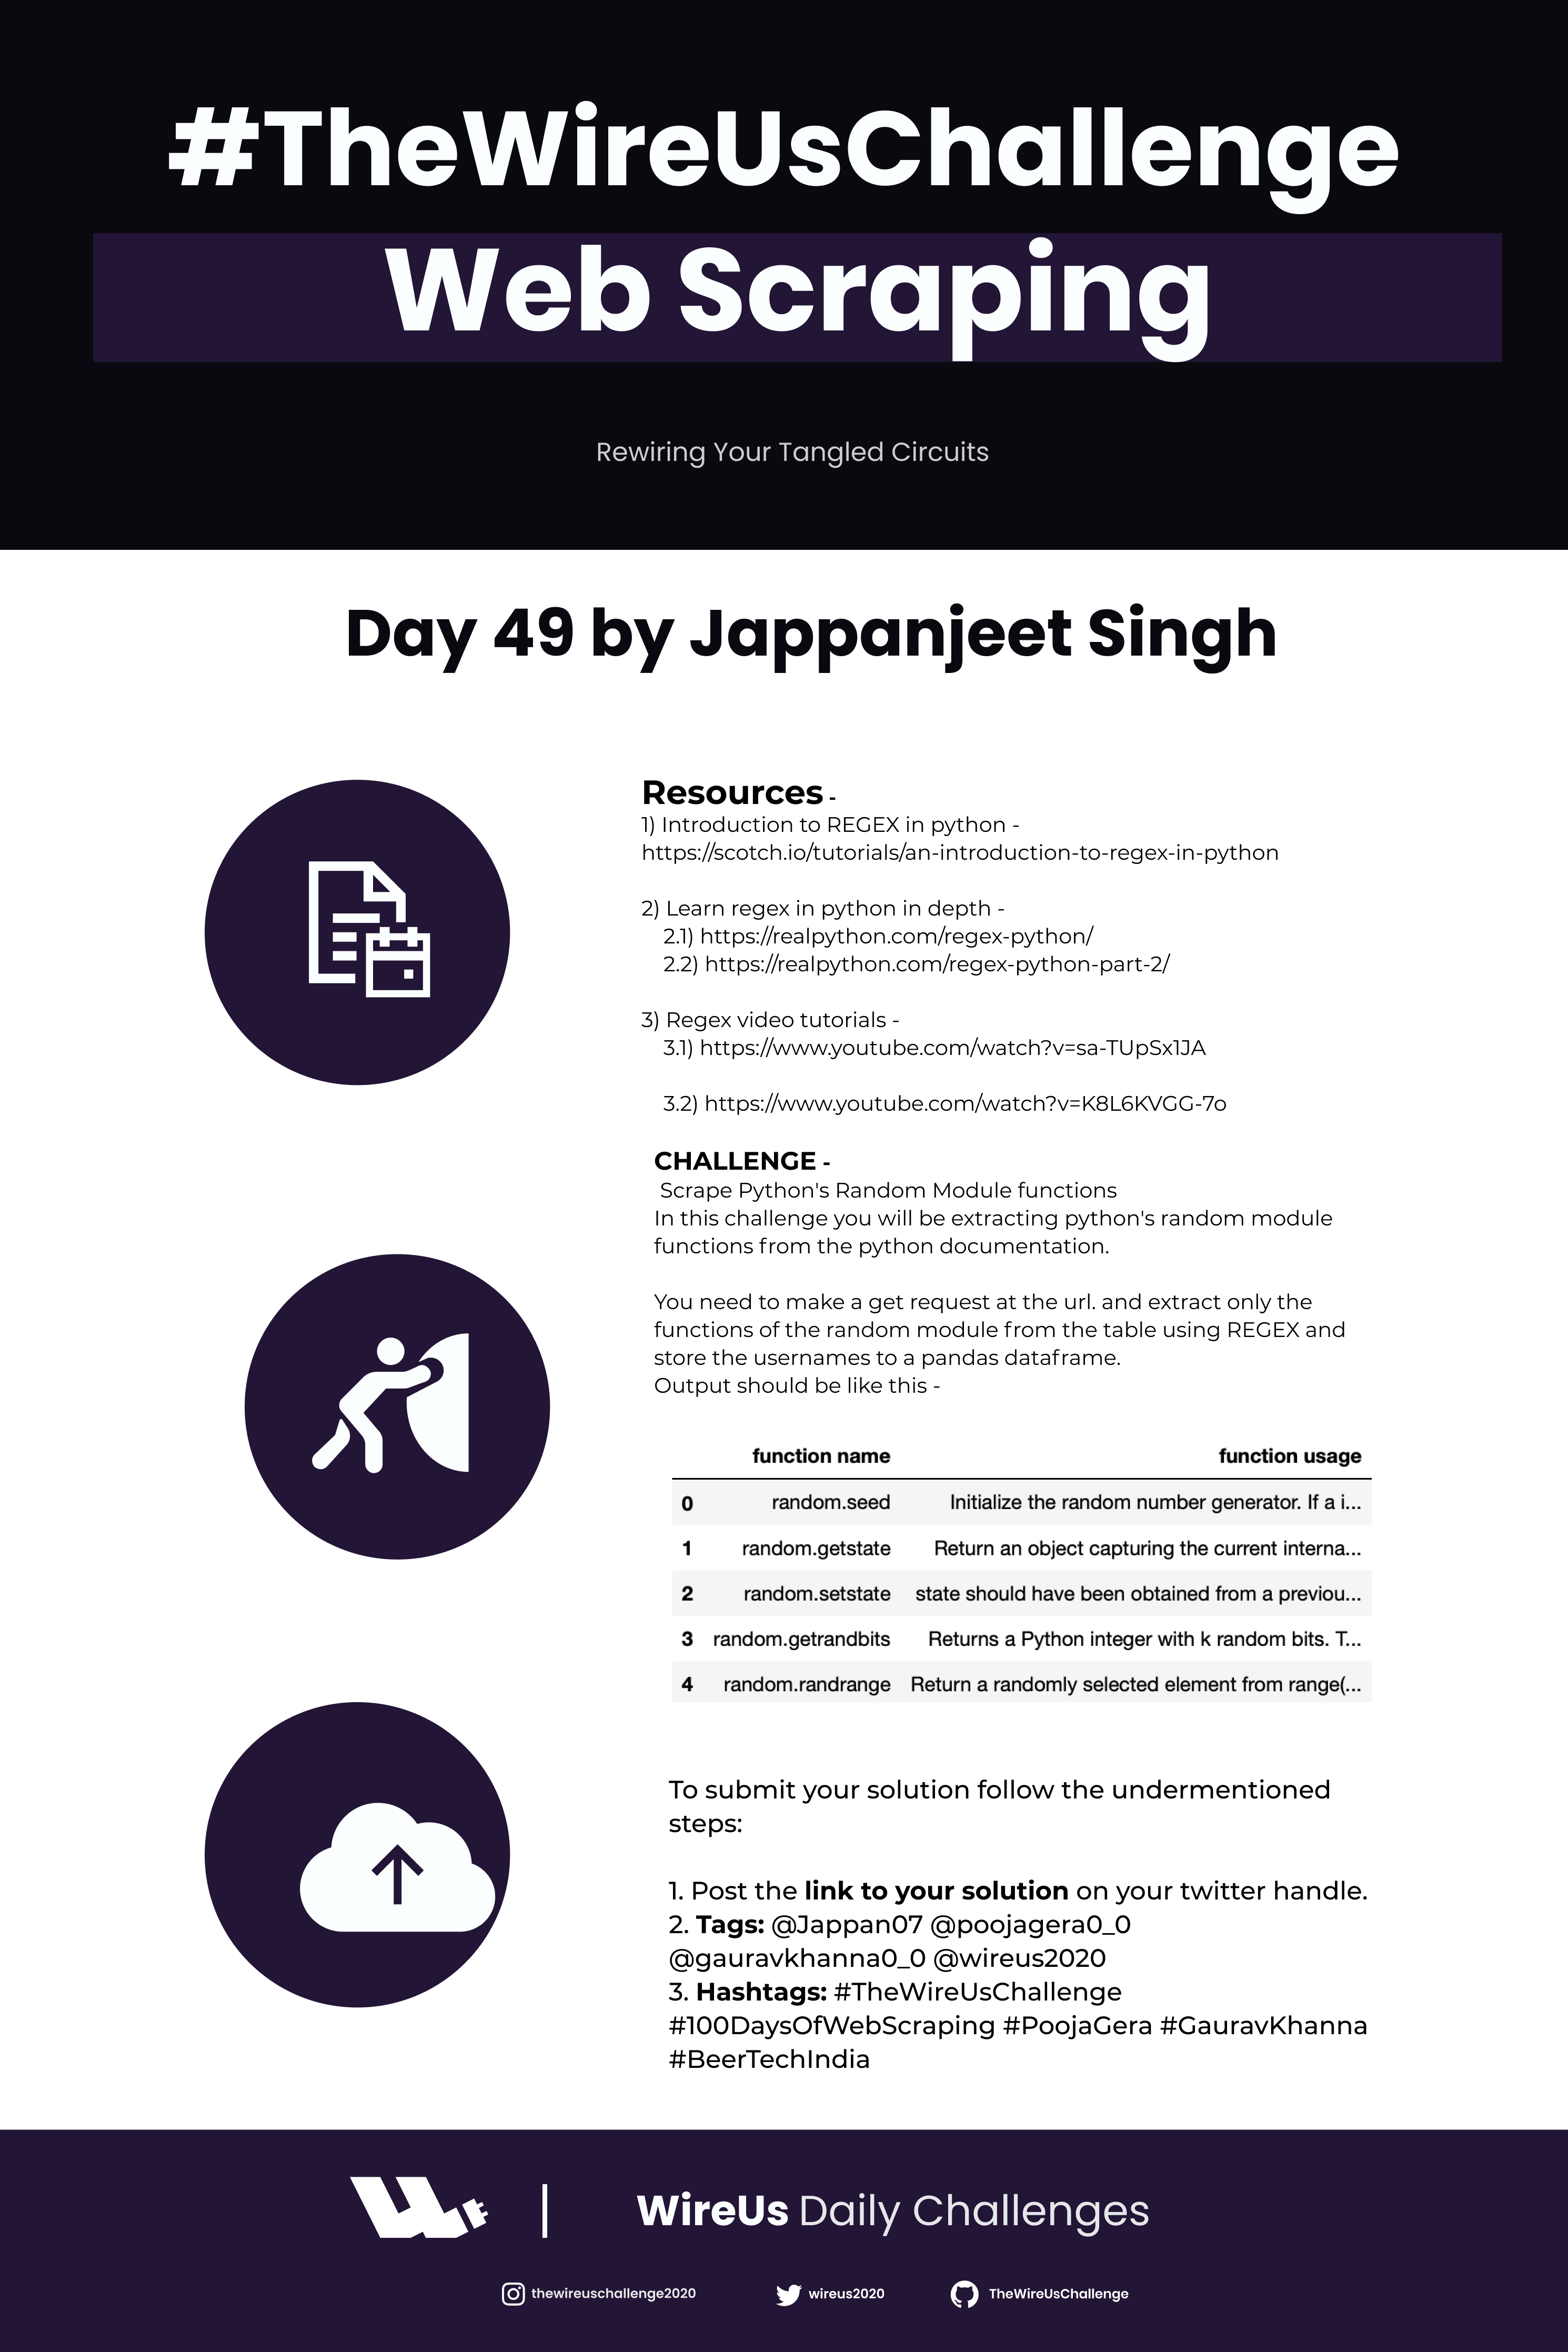 #TheWireUsChallenge
Web Scraping
Rewiring Your Tangled Circuits
Day 49 by Jappanjeet Singh
Resources -
1) Introduction to REGEX in python -
https://scotch.io/tutorials/an-introduction-to-regex-in-python
2) Learn regex in python in depth -
2.1) https://realpython.com/regex-python/
2.2) https://realpython.com/regex-python-part-2/
3) Regex video tutorials -
3.1) https://www.youtube.com/watch?v=sa-TUpSx1JA
3.2) https://www.youtube.com/watch?v=K8L6KVGG-7o
CHALLENGE -
Scrape Python's Random Module functions
In this challenge you will be extracting python's random module
functions from the python documentation.
You need to make a get request at the url. and extract only the
functions of the random module from the table using REGEX and
store the usernames to a pandas dataframe.
Output should be like this -
function name function usage
0 random.seed Initialize the random number generator. If a i...
1 random.getstate Return an object capturing the current interna...
2 random.setstate state should have been obtained from a previou...
3 random.getrandbits Returns a Python integer with k random bits. T...
4 random.randrange Return a randomly selected element from range(...
To submit your solution follow the undermentioned
steps:
1. Post the link to your solution on your twitter handle.
2. Tags: @Jappan07 @poojagera0_0
@gauravkhanna0_0 @wireus2020
3. Hashtags: #TheWireUsChallenge
#100DaysOfWebScraping #PoojaGera #GauravKhanna
#BeerTechIndia
WireUs Daily Challenges
thewireuschallenge2020 wireus2020 TheWireUsChallenge